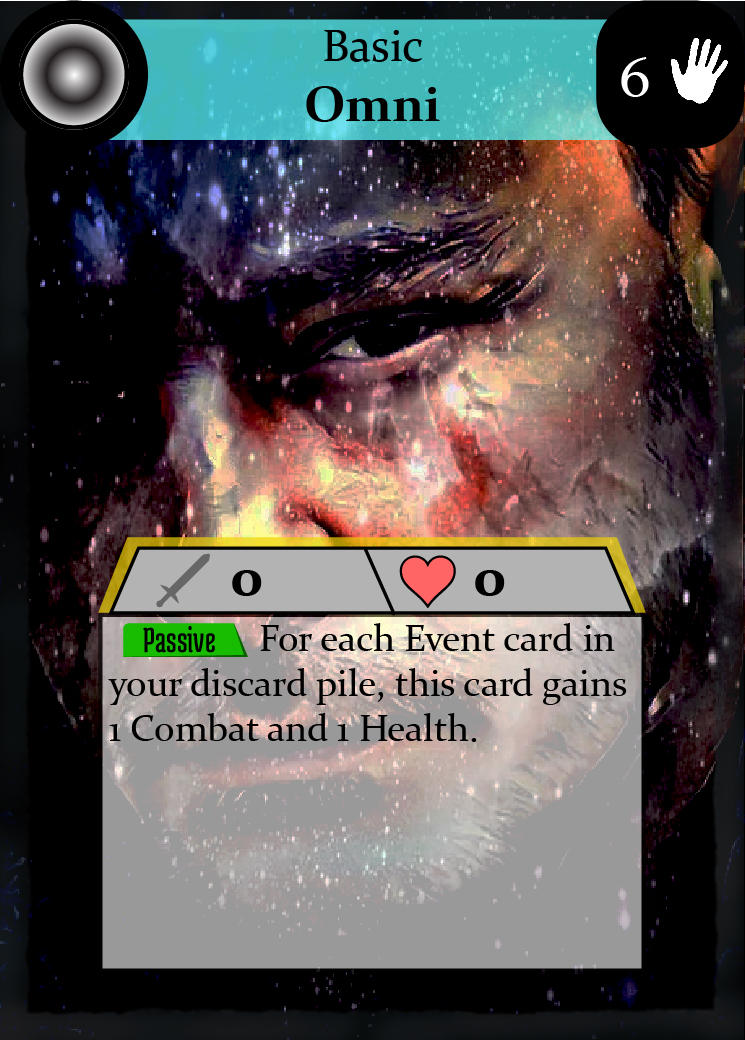 Basic
Omni
6
0
0
Passive For each Event card in
your discard pile, this card gains
1 Combat and 1 Health.